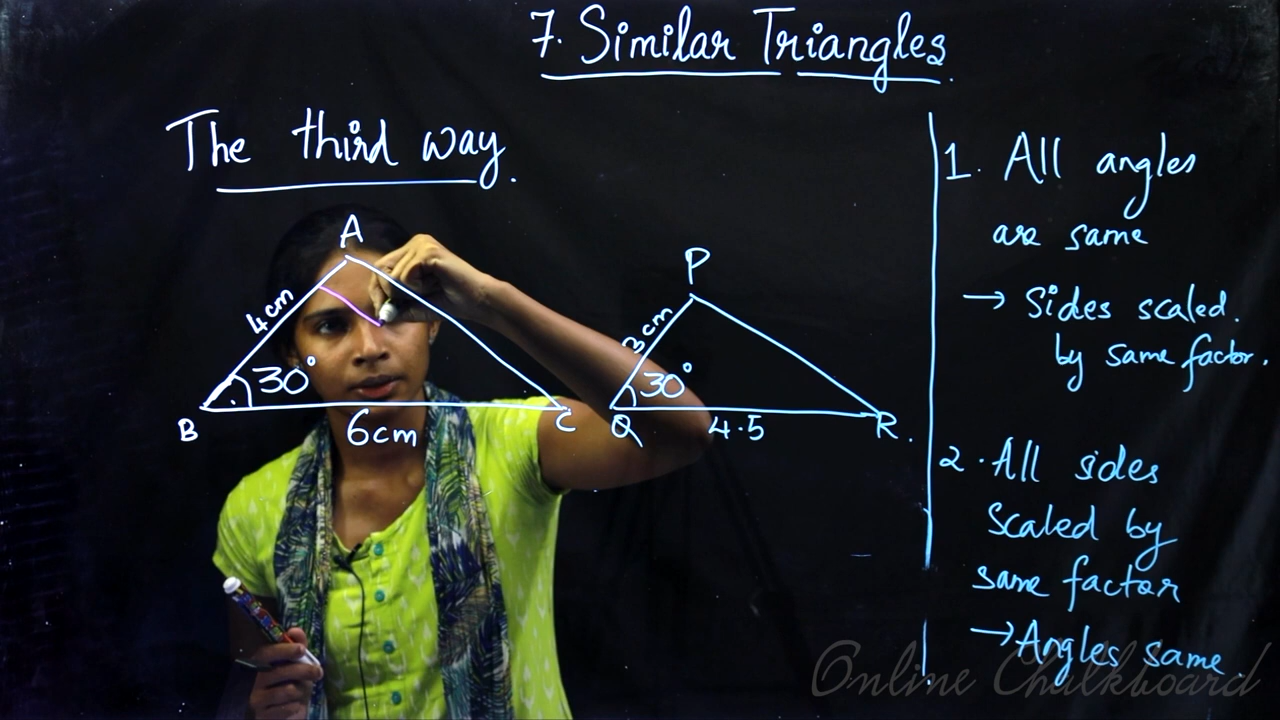 7. Similar Triangles.
The third way.
A
4cm
30°
B
6cm
C
P
3cm
30°
Q
4.5
R.
1. All angles
are same
→ Sides scaled.
by same factor.
2. All sides
Scaled by
same factor
→ Angles same
Online Chalkboard